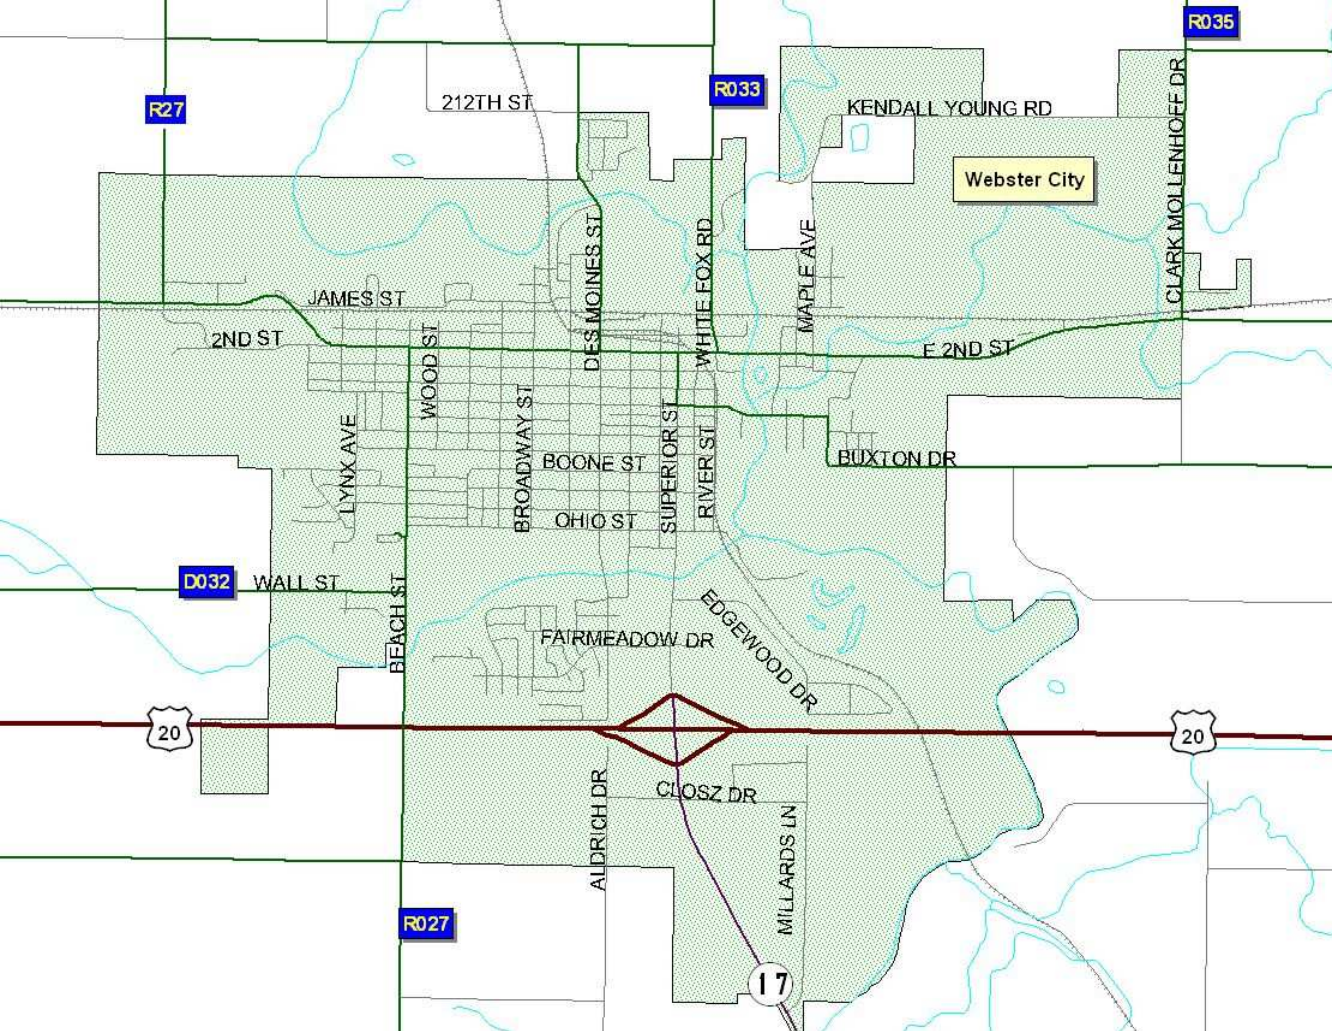 R035
R033
R27
212TH ST
KENDALL YOUNG RD
CLARK MOLLENHOFF DR
Webster City
DES MOINES ST
WHITE FOX RD
MAPLE AVE
JAMES ST
2ND ST
E 2ND ST
WOOD ST
BROADWAY ST
LYNX AVE
SUPERIOR ST
RIVER ST
BOONE ST
BUXTON DR
OHIO ST
D032
WALL ST
BEACH ST
EDGEWOOD DR
FAIRMEADOW DR
20
20
ALDRICH DR
CLOSZ DR
MILLARDS LN
R027
17